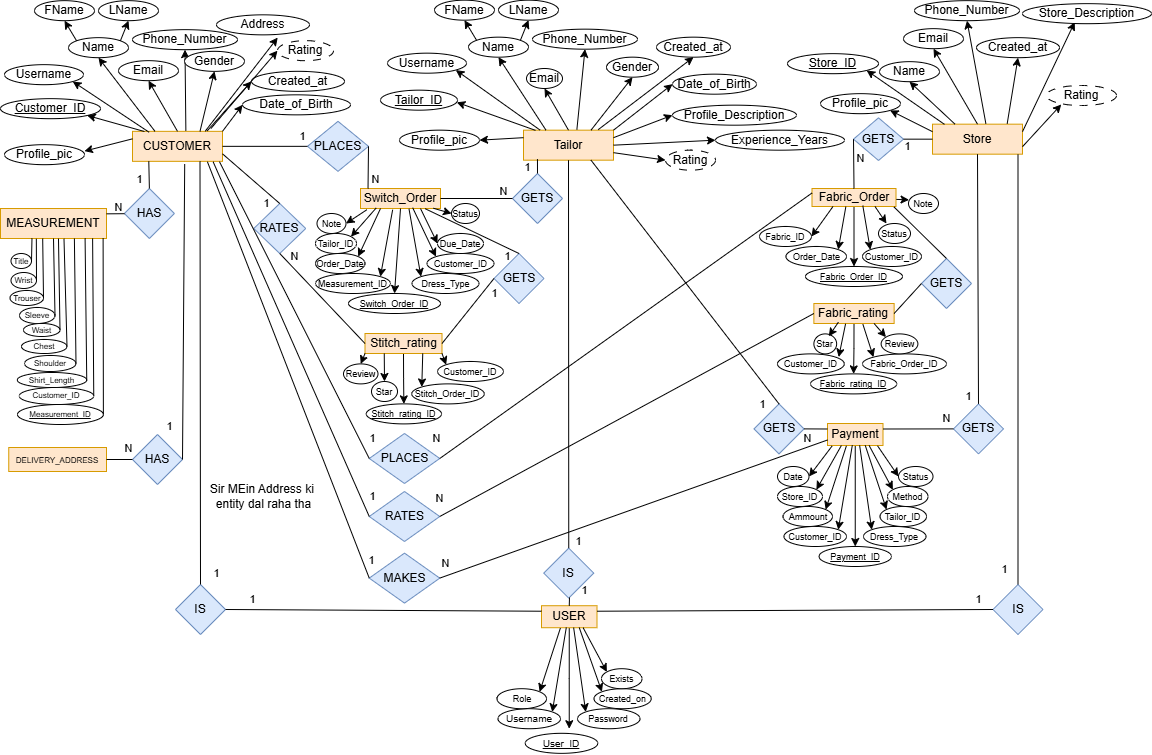 FName
LName
Name
Phone_Number
Address
Rating
Username
Email
Gender
Created_at
Customer_ID
Date_of_Birth
Profile_pic
CUSTOMER
FName
LName
Name
Phone_Number
Created_at
Username
Email
Gender
Date_of_Birth
Tailor_ID
Profile_Description
Profile_pic
Tailor
Experience_Years
Rating
Phone_Number
Store_Description
Email
Created_at
Store_ID
Name
Rating
Profile_pic
Store
1
PLACES
N
1
HAS
N
MEASUREMENT
Title
Wrist
Trouser
Sleeve
Waist
Chest
Shoulder
Shirt_Length
Customer_ID
Measurement_ID
1
RATES
N
Switch_Order
Note
Status
Tailor_ID
Due_Date
Order_Date
Customer_ID
Measurement_ID
Dress_Type
Switch_Order_ID
N
GETS
1
1
GETS
1
Stitch_rating
Review
Customer_ID
Star
Stitch_Order_ID
Stitch_rating_ID
GETS
1
N
Fabric_Order
Note
Fabric_ID
Status
Order_Date
Customer_ID
Fabric_Order_ID
GETS
Fabric_rating
Star
Review
Customer_ID
Fabric_Order_ID
Fabric_rating_ID
1
GETS
N
Payment
N
GETS
1
Date
Status
Store_ID
Method
Ammount
Tailor_ID
Customer_ID
Dress_Type
Payment_ID
DELIVERY_ADDRESS
N
HAS
1
1
PLACES
N
1
RATES
N
1
MAKES
N
Sir MEin Address ki
entity dal raha tha
1
IS
1
1
IS
1
1
IS
1
USER
Exists
Role
Created_on
Username
Password
User_ID